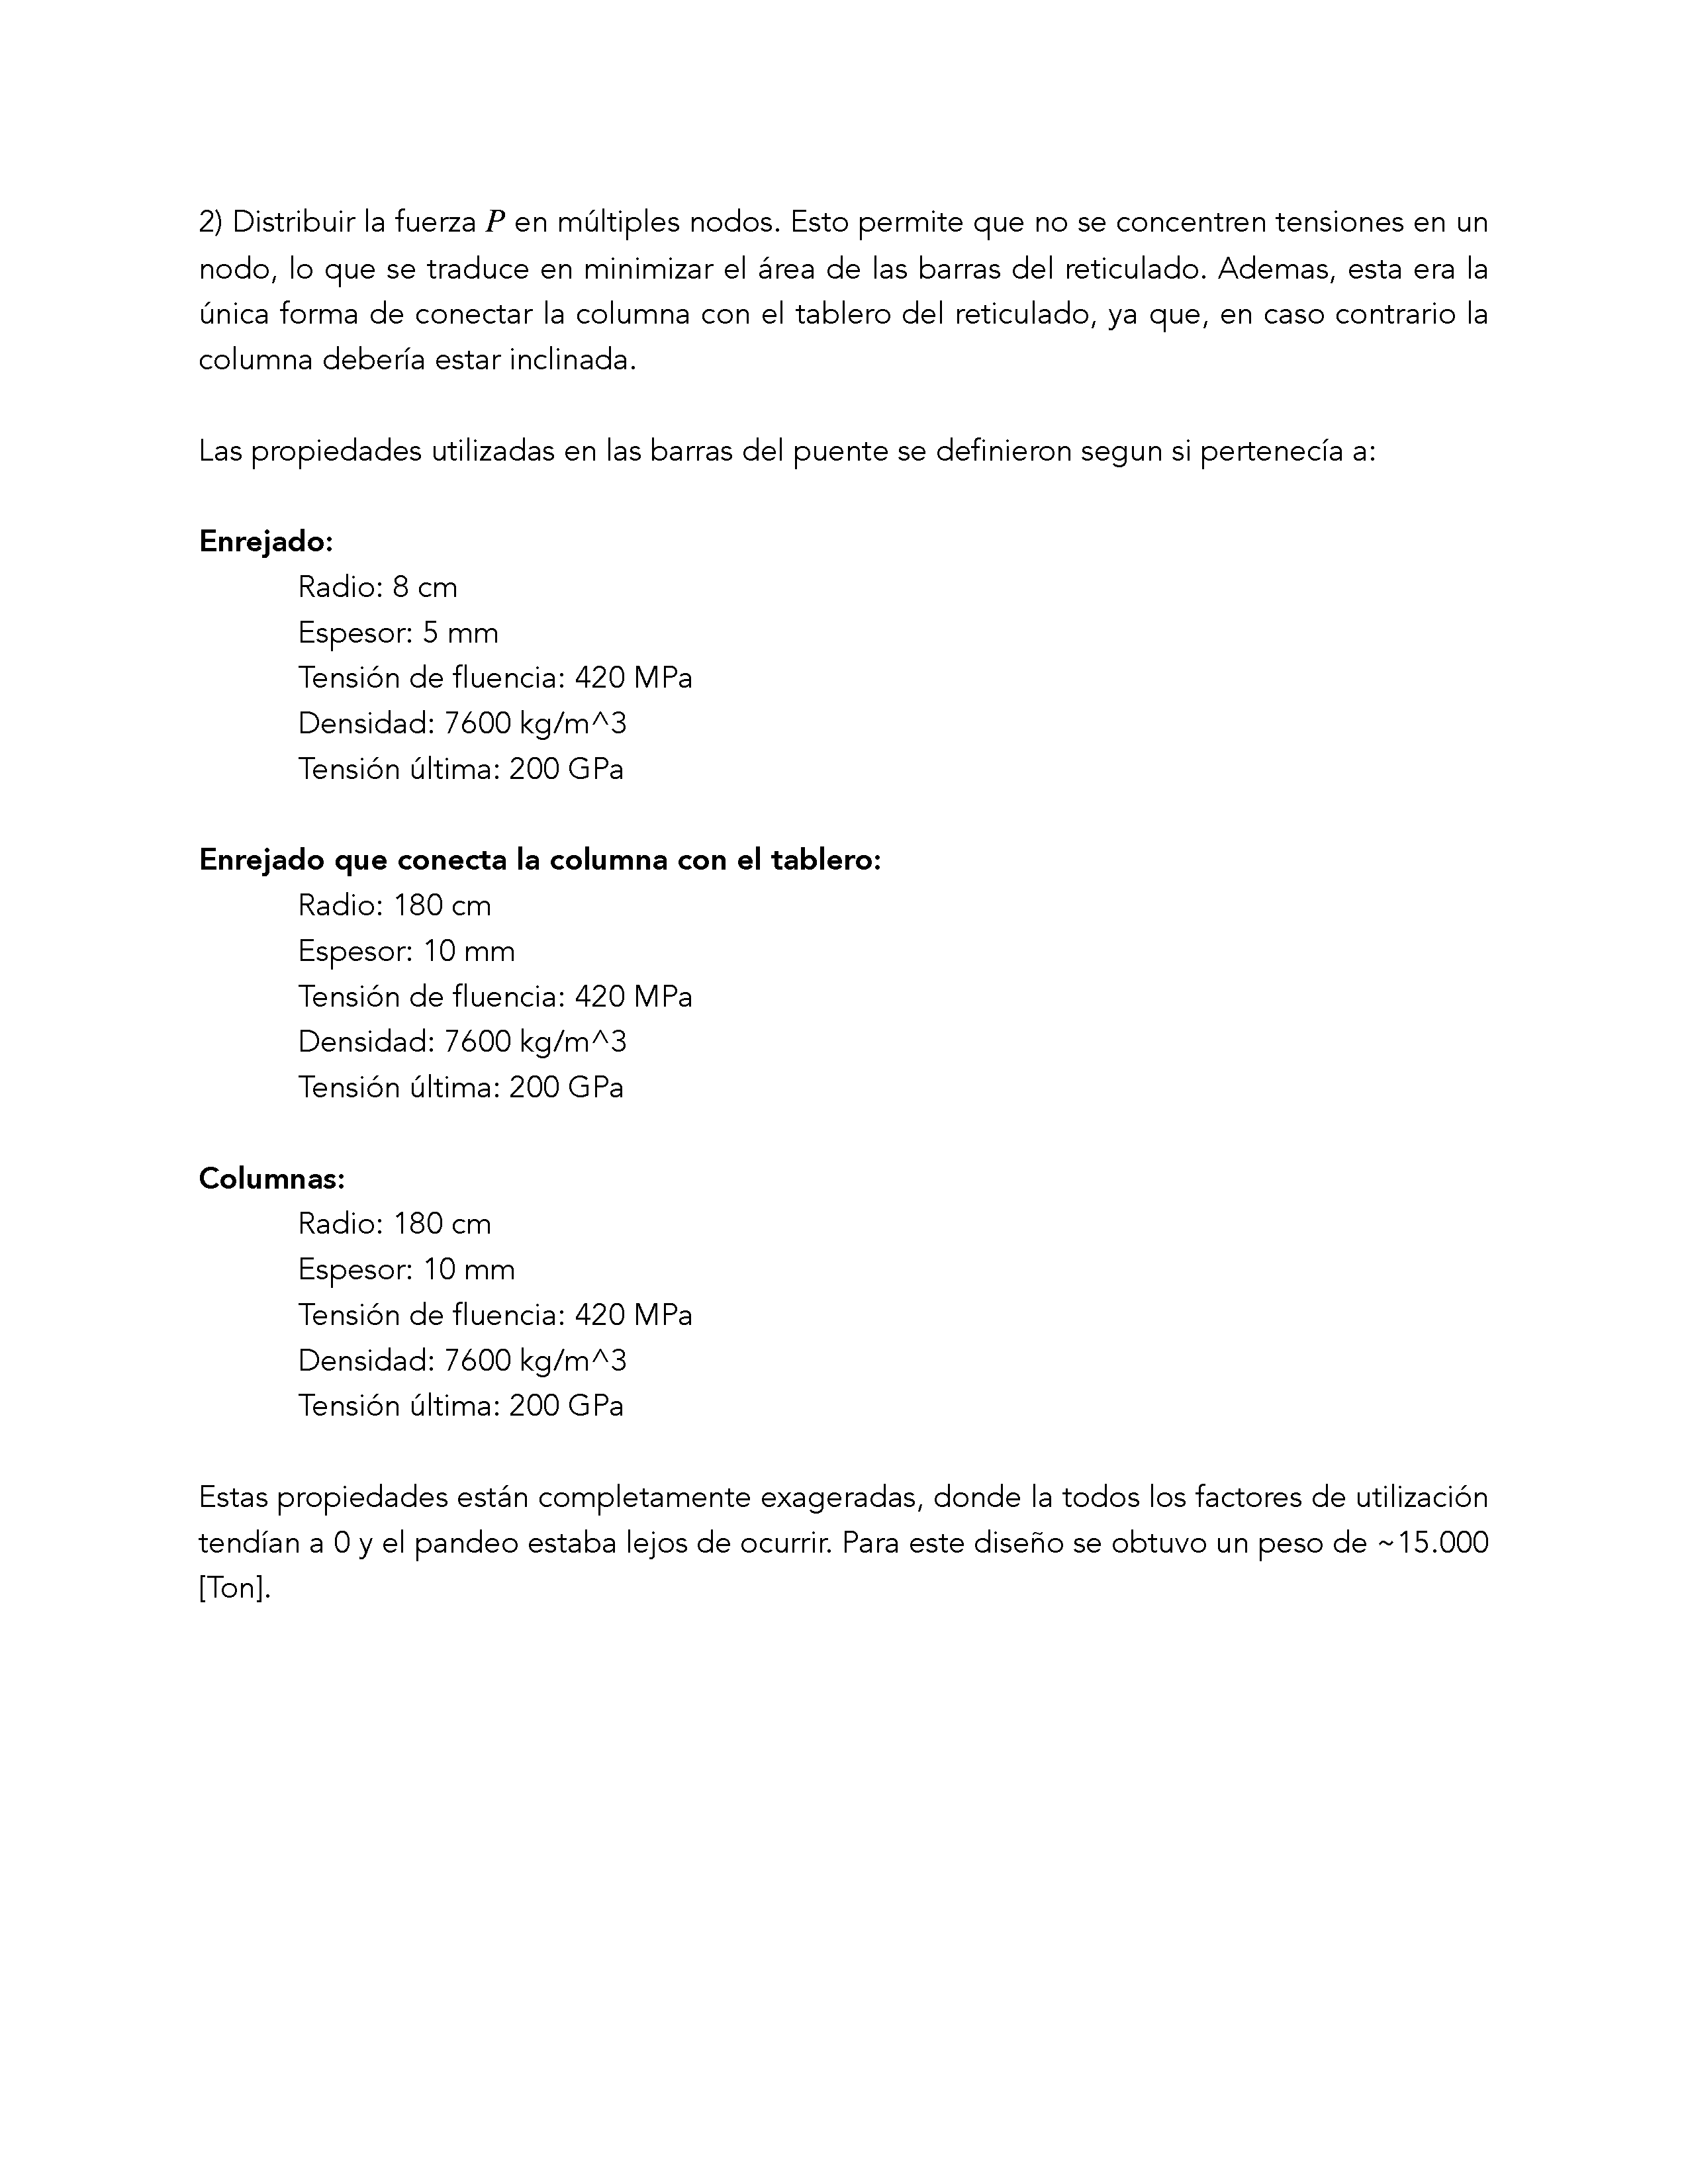 2) Distribuir la fuerza P en múltiples nodos. Esto permite que no se concentren tensiones en un
nodo, lo que se traduce en minimizar el área de las barras del reticulado. Ademas, esta era la
única forma de conectar la columna con el tablero del reticulado, ya que, en caso contrario la
columna debería estar inclinada.
Las propiedades utilizadas en las barras del puente se definieron segun si pertenecía a:
Enrejado:
Radio: 8 cm
Espesor: 5 mm
Tensión de fluencia: 420 MPa
Densidad: 7600 kg/m^3
Tensión última: 200 GPa
Enrejado que conecta la columna con el tablero:
Radio: 180 cm
Espesor: 10 mm
Tensión de fluencia: 420 MPa
Densidad: 7600 kg/m^3
Tensión última: 200 GPa
Columnas:
Radio: 180 cm
Espesor: 10 mm
Tensión de fluencia: 420 MPa
Densidad: 7600 kg/m^3
Tensión última: 200 GPa
Estas propiedades están completamente exageradas, donde la todos los factores de utilización
tendían a 0 y el pandeo estaba lejos de ocurrir. Para este diseño se obtuvo un peso de ~15.000
[Ton].